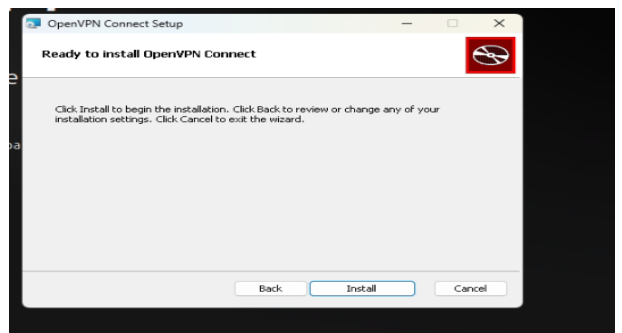 OpenVPN Connect Setup
Ready to install OpenVPN Connect
Click Install to begin the installation. Click Back to review or change any of your
installation settings. Click Cancel to exit the wizard.
Back Install Cancel